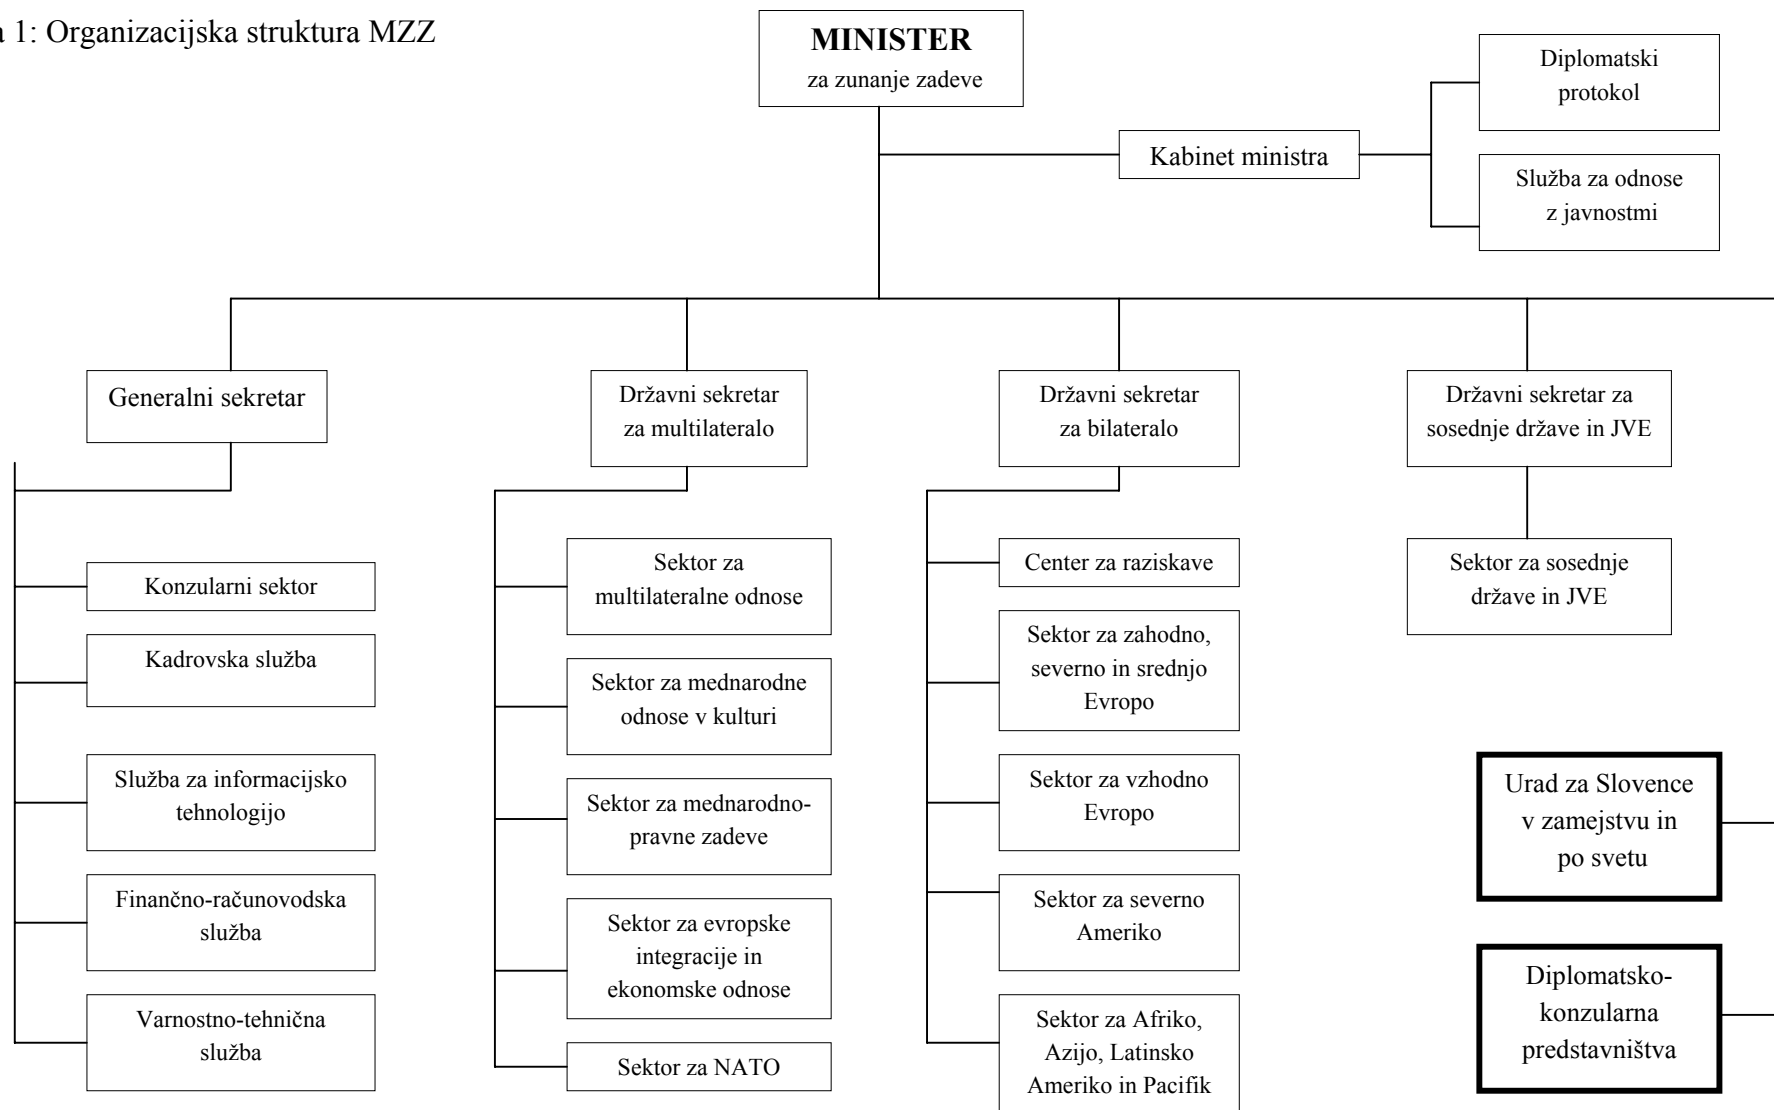 1: Organizacijska struktura MZZ
MINISTER
za zunanje zadeve
Diplomatski
protokol
Kabinet ministra
Služba za odnose
z javnostmi
Generalni sekretar
Državni sekretar
za multilateralo
Državni sekretar
za bilateralo
Državni sekretar za
sosednje države in JVE
Konzularni sektor
Kadrovska služba
Služba za informacijsko
tehnologijo
Finančno-računovodska
služba
Varnostno-tehnična
služba
Sektor za
multilateralne odnose
Sektor za mednarodne
odnose v kulturi
Sektor za mednarodno-
pravne zadeve
Sektor za evropske
integracije in
ekonomske odnose
Sektor za NATO
Center za raziskave
Sektor za zahodno,
severno in srednjo
Evropo
Sektor za vzhodno
Evropo
Sektor za severno
Ameriko
Sektor za Afriko,
Azijo, Latinsko
Ameriko in Pacifik
Sektor za sosednje
države in JVE
Urad za Slovence
v zamejstvu in
po svetu
Diplomatsko-
konzularna
predstavništva